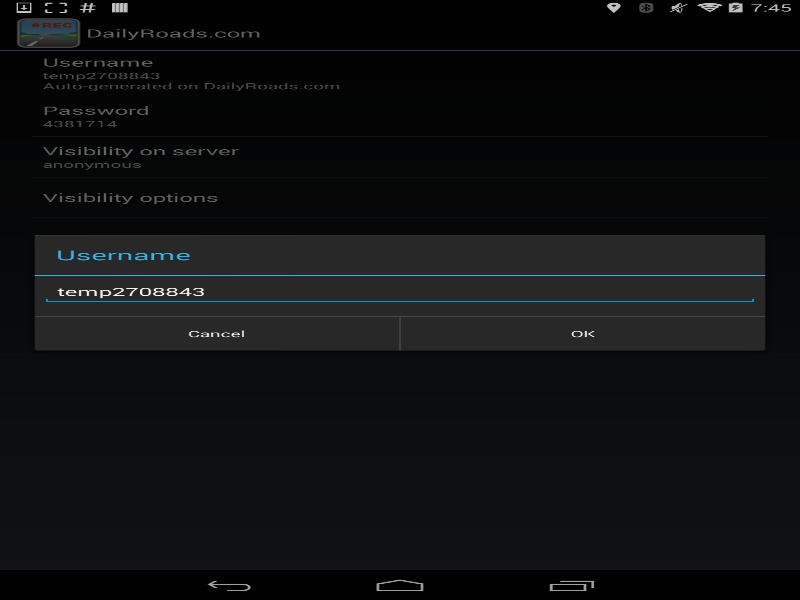 7:45
REC
DailyRoads.com
Username
temp2708843
Auto-generated on DailyRoads.com
Password
4381714
Visibility on server
anonymous
Visibility options
Username
temp2708843
Cancel
OK